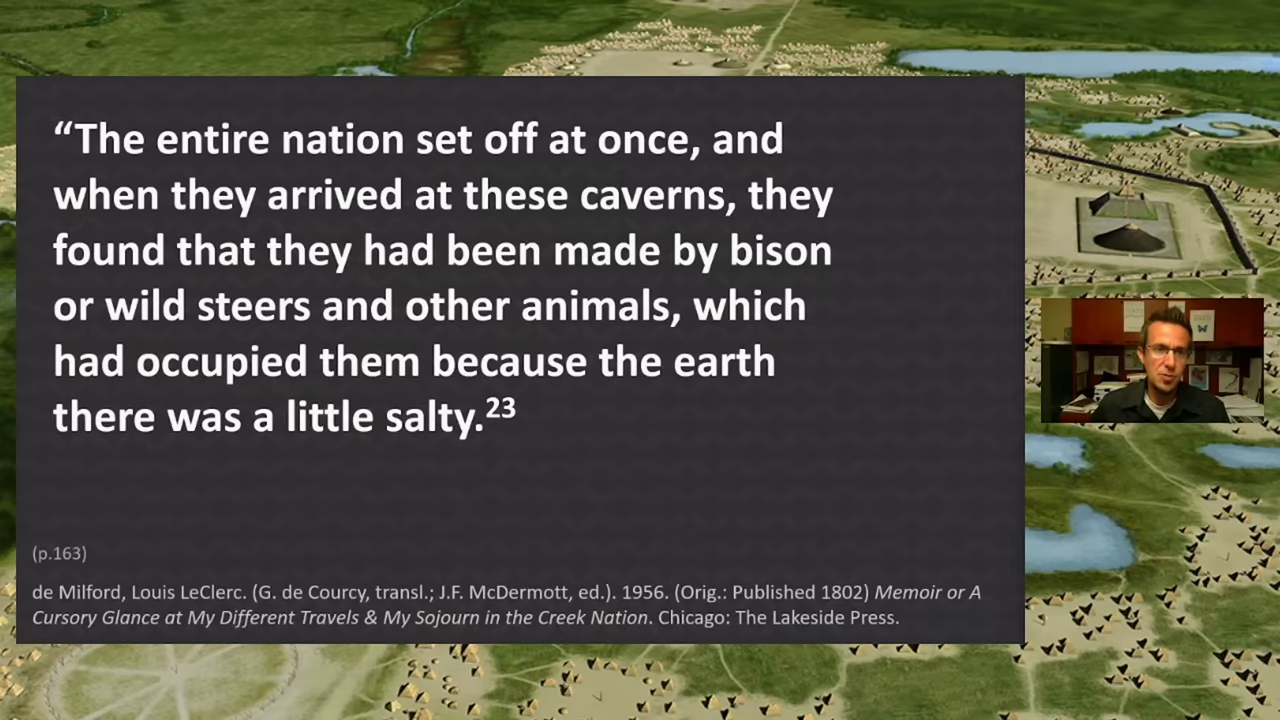 “The entire nation set off at once, and
when they arrived at these caverns, they
found that they had been made by bison
or wild steers and other animals, which
had occupied them because the earth
there was a little salty.23
(p.163)
de Milford, Louis LeClerc. (G. de Courcy, transl.; J.F. McDermott, ed.). 1956. (Orig.: Published 1802) Memoir or A
Cursory Glance at My Different Travels & My Sojourn in the Creek Nation. Chicago: The Lakeside Press.